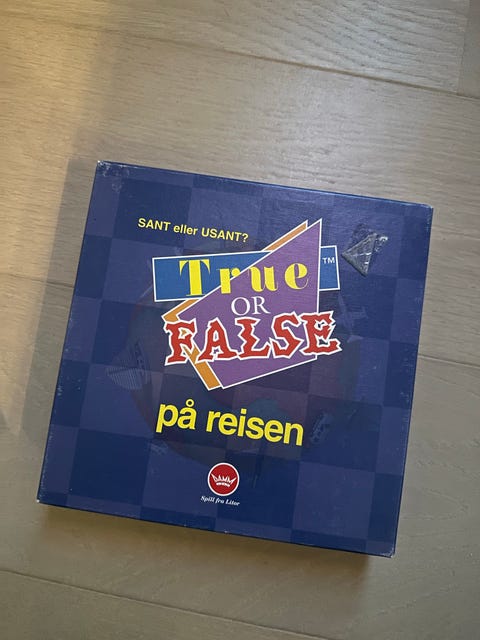 SANT eller USANT?
True
TM
OR
FALSE
på reisen
DAMM
Spill fra Litor